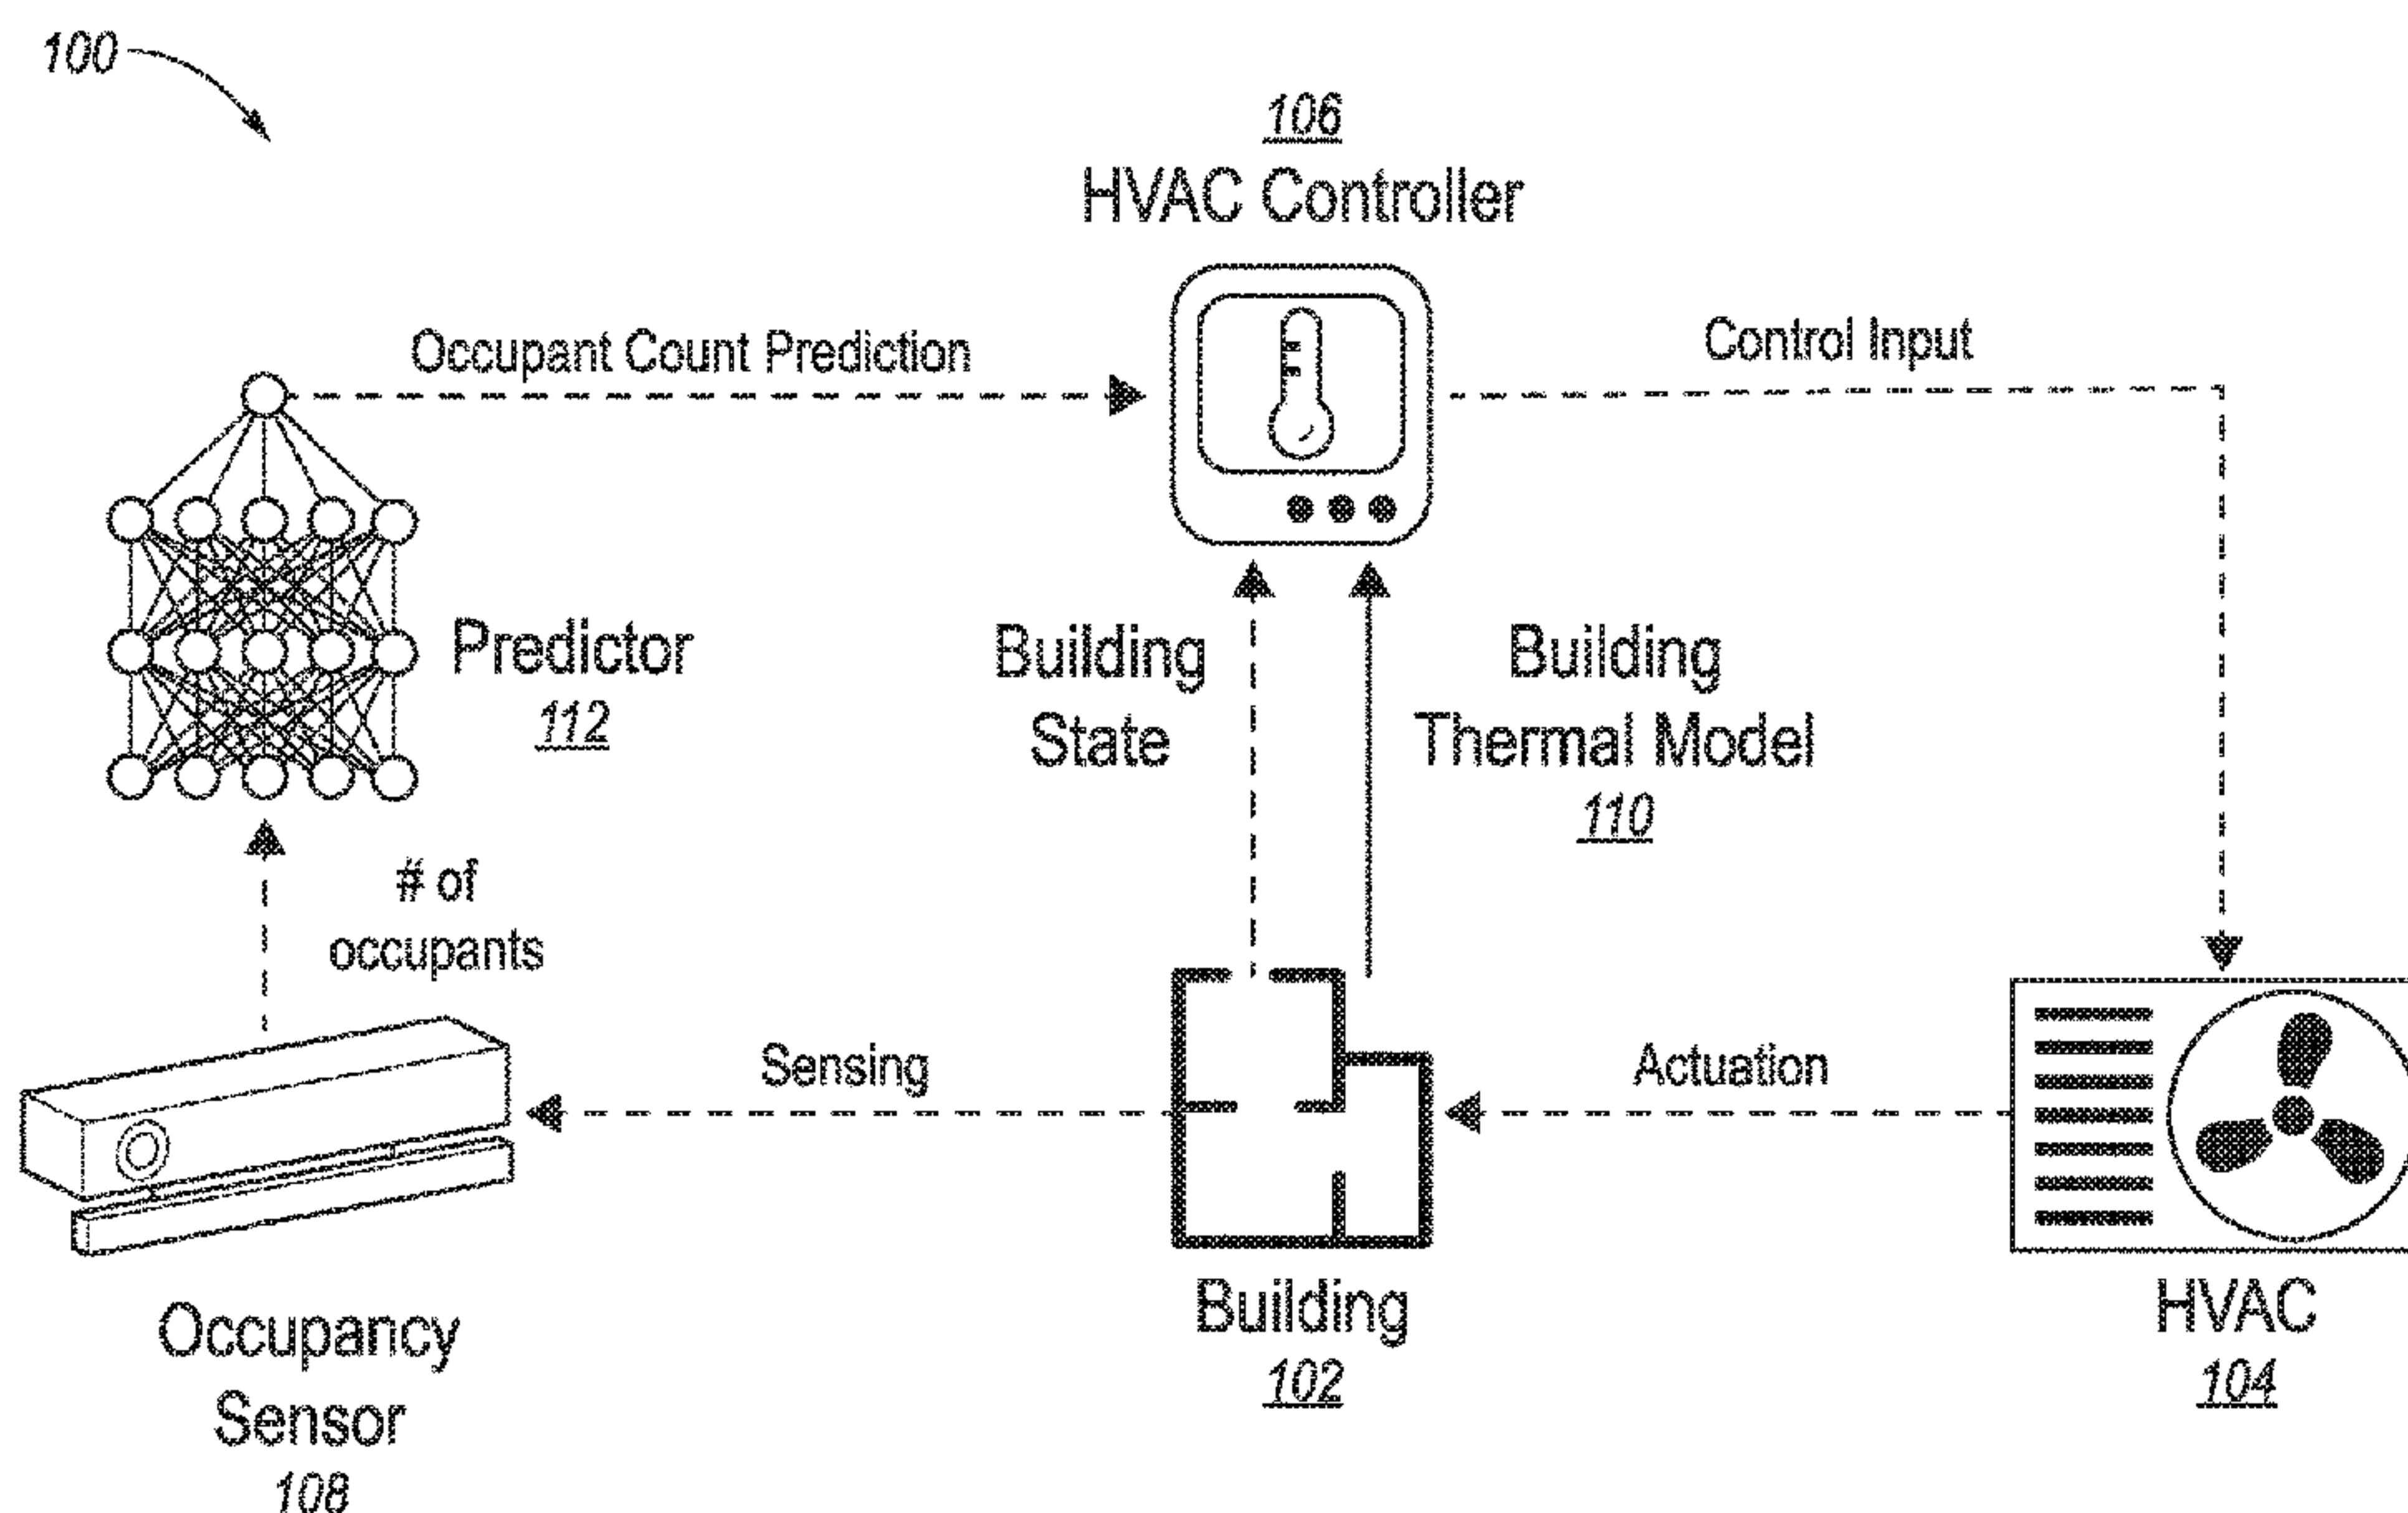 100
106
HVAC Controller
Occupant Count Prediction
Control Input
Predictor
112
Building
State
Building
Thermal Model
110
# of
occupants
Sensing
Actuation
Occupancy
Sensor
108
Building
102
HVAC
104